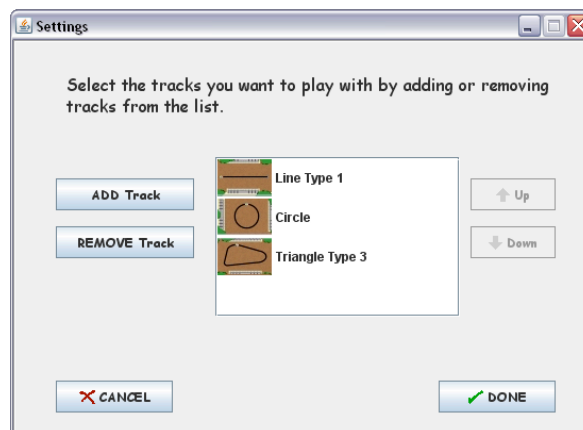 Settings
Select the tracks you want to play with by adding or removing
tracks from the list.
ADD Track
REMOVE Track
Line Type 1
Circle
Triangle Type 3
Up
Down
CANCEL
DONE